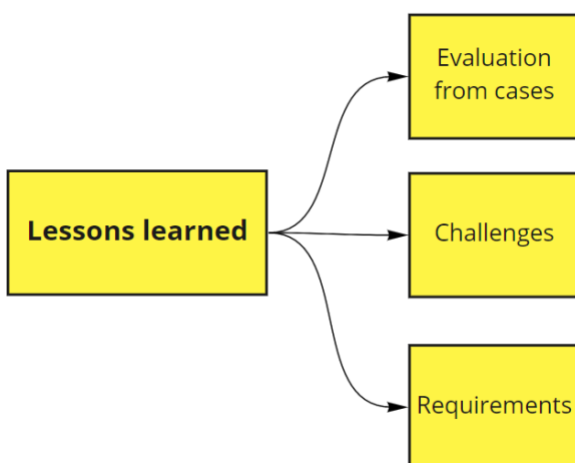 Evaluation
from cases
Lessons learned
Challenges
Requirements